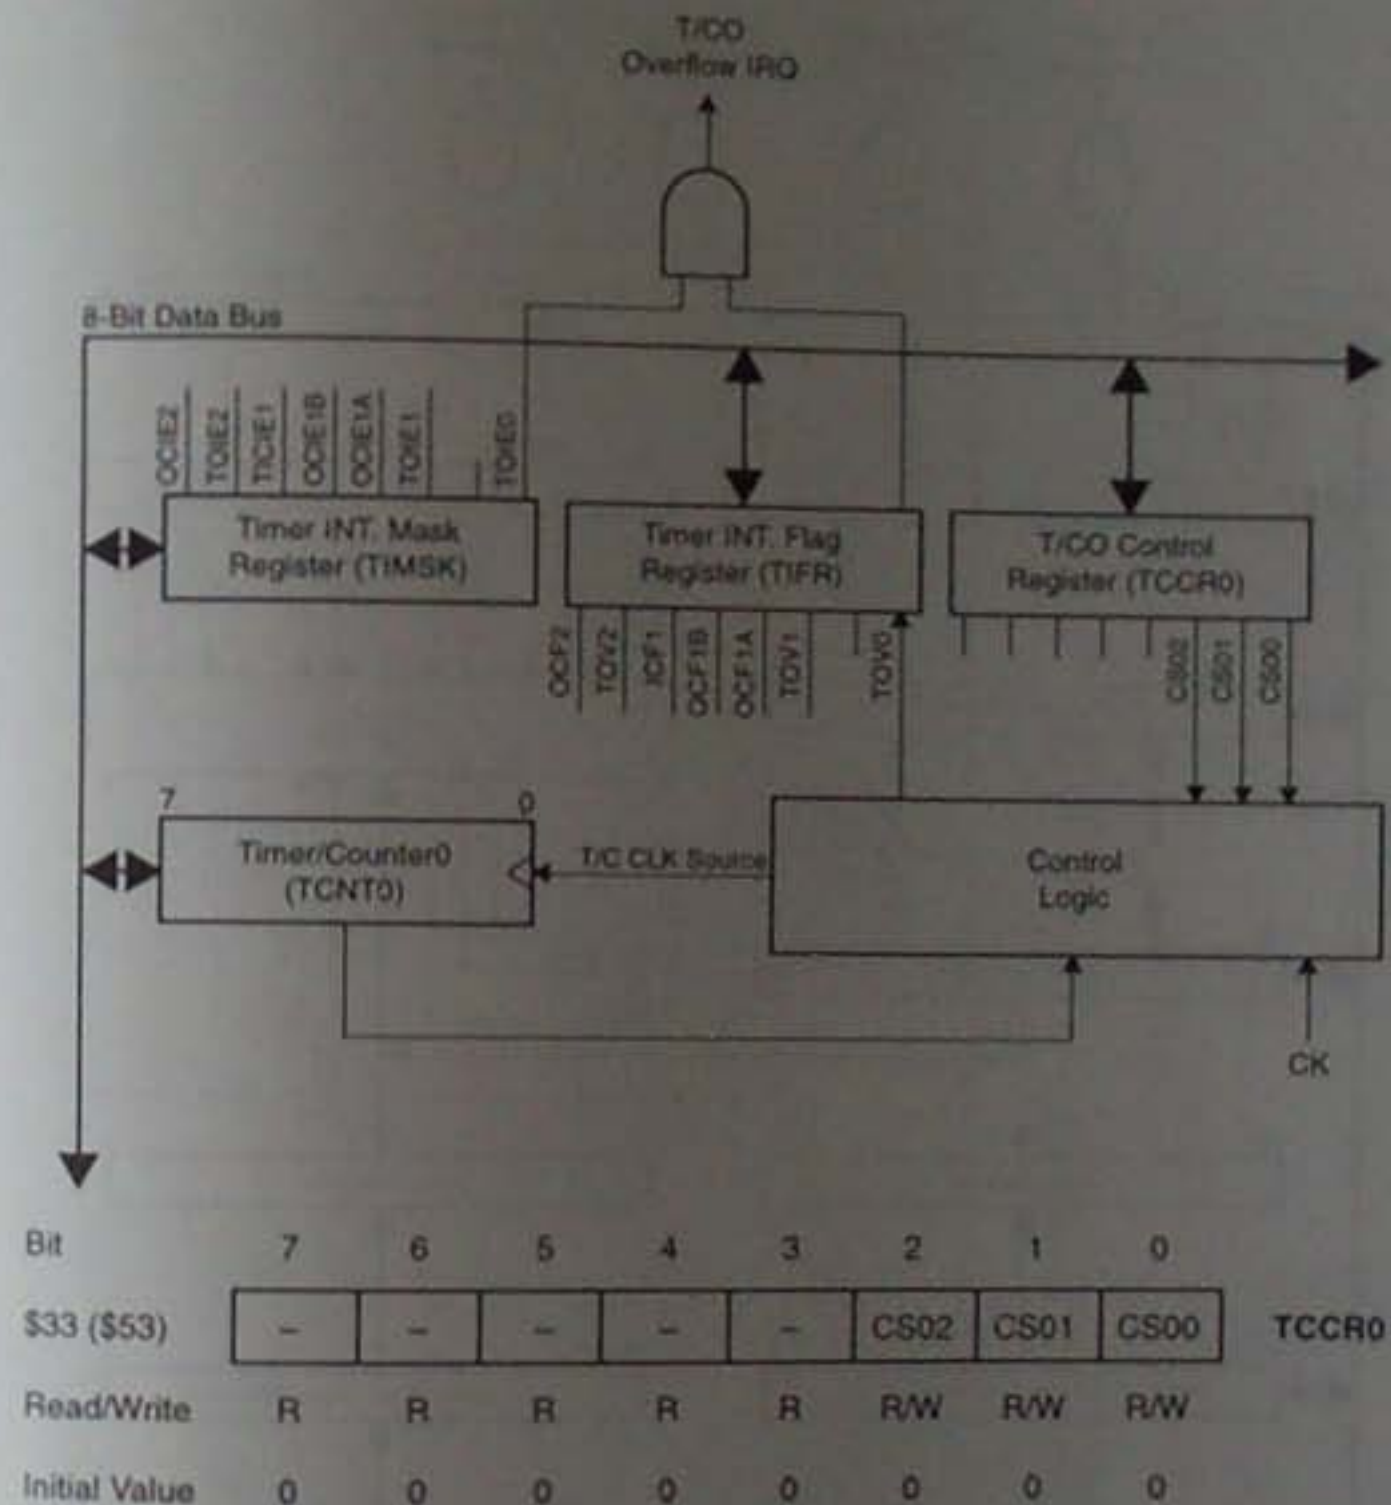 T/CO
Overflow IRQ
8-Bit Data Bus
OCIE2
TOIE2
TICIE1
OCIE1B
OCIE1A
TOIE1
TOIE0
Timer INT. Mask
Register (TIMSK)
Timer INT. Flag
Register (TIFR)
T/CO Control
Register (TCCR0)
OCF2
TOV2
ICF1
OCF1B
OCF1A
TOV1
TOV0
CS02
CS01
CS00
7 0
Timer/Counter0
(TCNT0)
T/C CLK Source
Control
Logic
CK
Bit 7 6 5 4 3 2 1 0
$33 ($53) – – – – – CS02 CS01 CS00 TCCR0
Read/Write R R R R R R/W R/W R/W
Initial Value 0 0 0 0 0 0 0 0